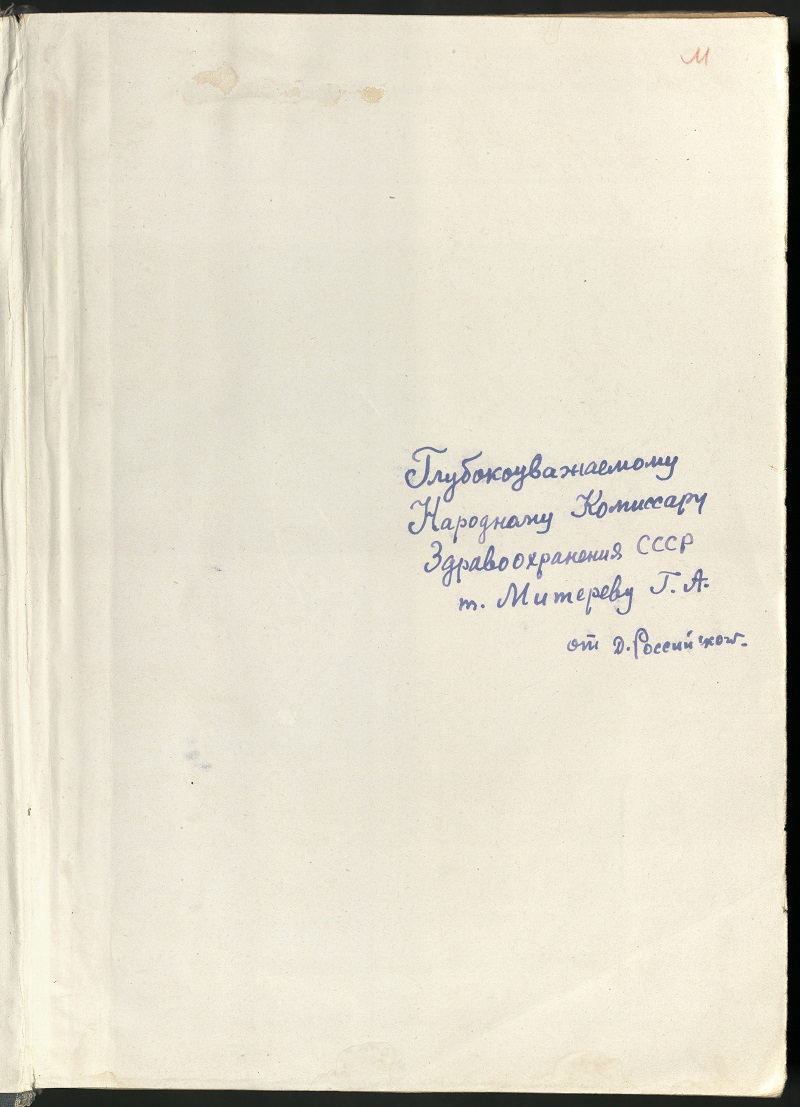 М
Глубокоуважаемому
Народному Комиссару
Здравоохранения СССР
т. Митереву Г. А.
от Д. Российского.